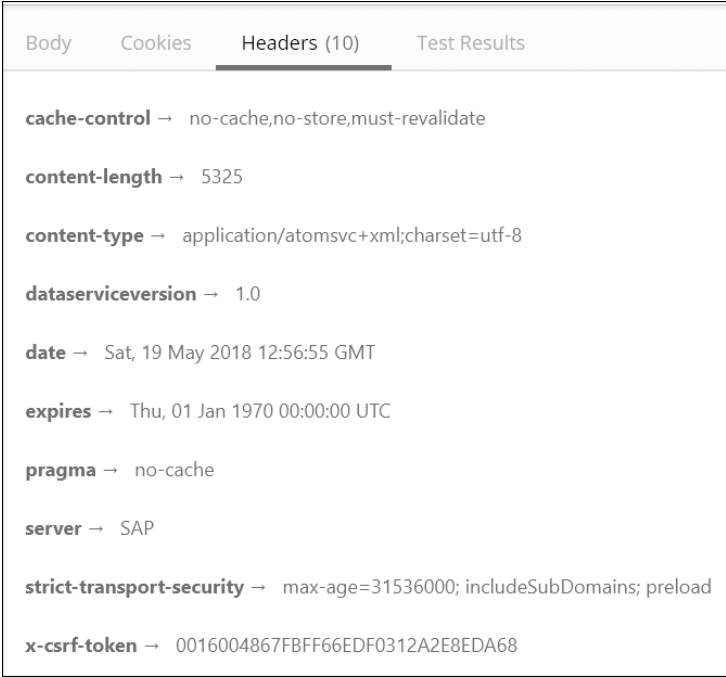 Body Cookies Headers (10) Test Results
cache-control → no-cache,no-store,must-revalidate
content-length → 5325
content-type → application/atomsvc+xml;charset=utf-8
dataserviceversion → 1.0
date → Sat, 19 May 2018 12:56:55 GMT
expires → Thu, 01 Jan 1970 00:00:00 UTC
pragma → no-cache
server → SAP
strict-transport-security → max-age=31536000; includeSubDomains; preload
x-csrf-token → 0016004867FBFF66EDF0312A2E8EDA68